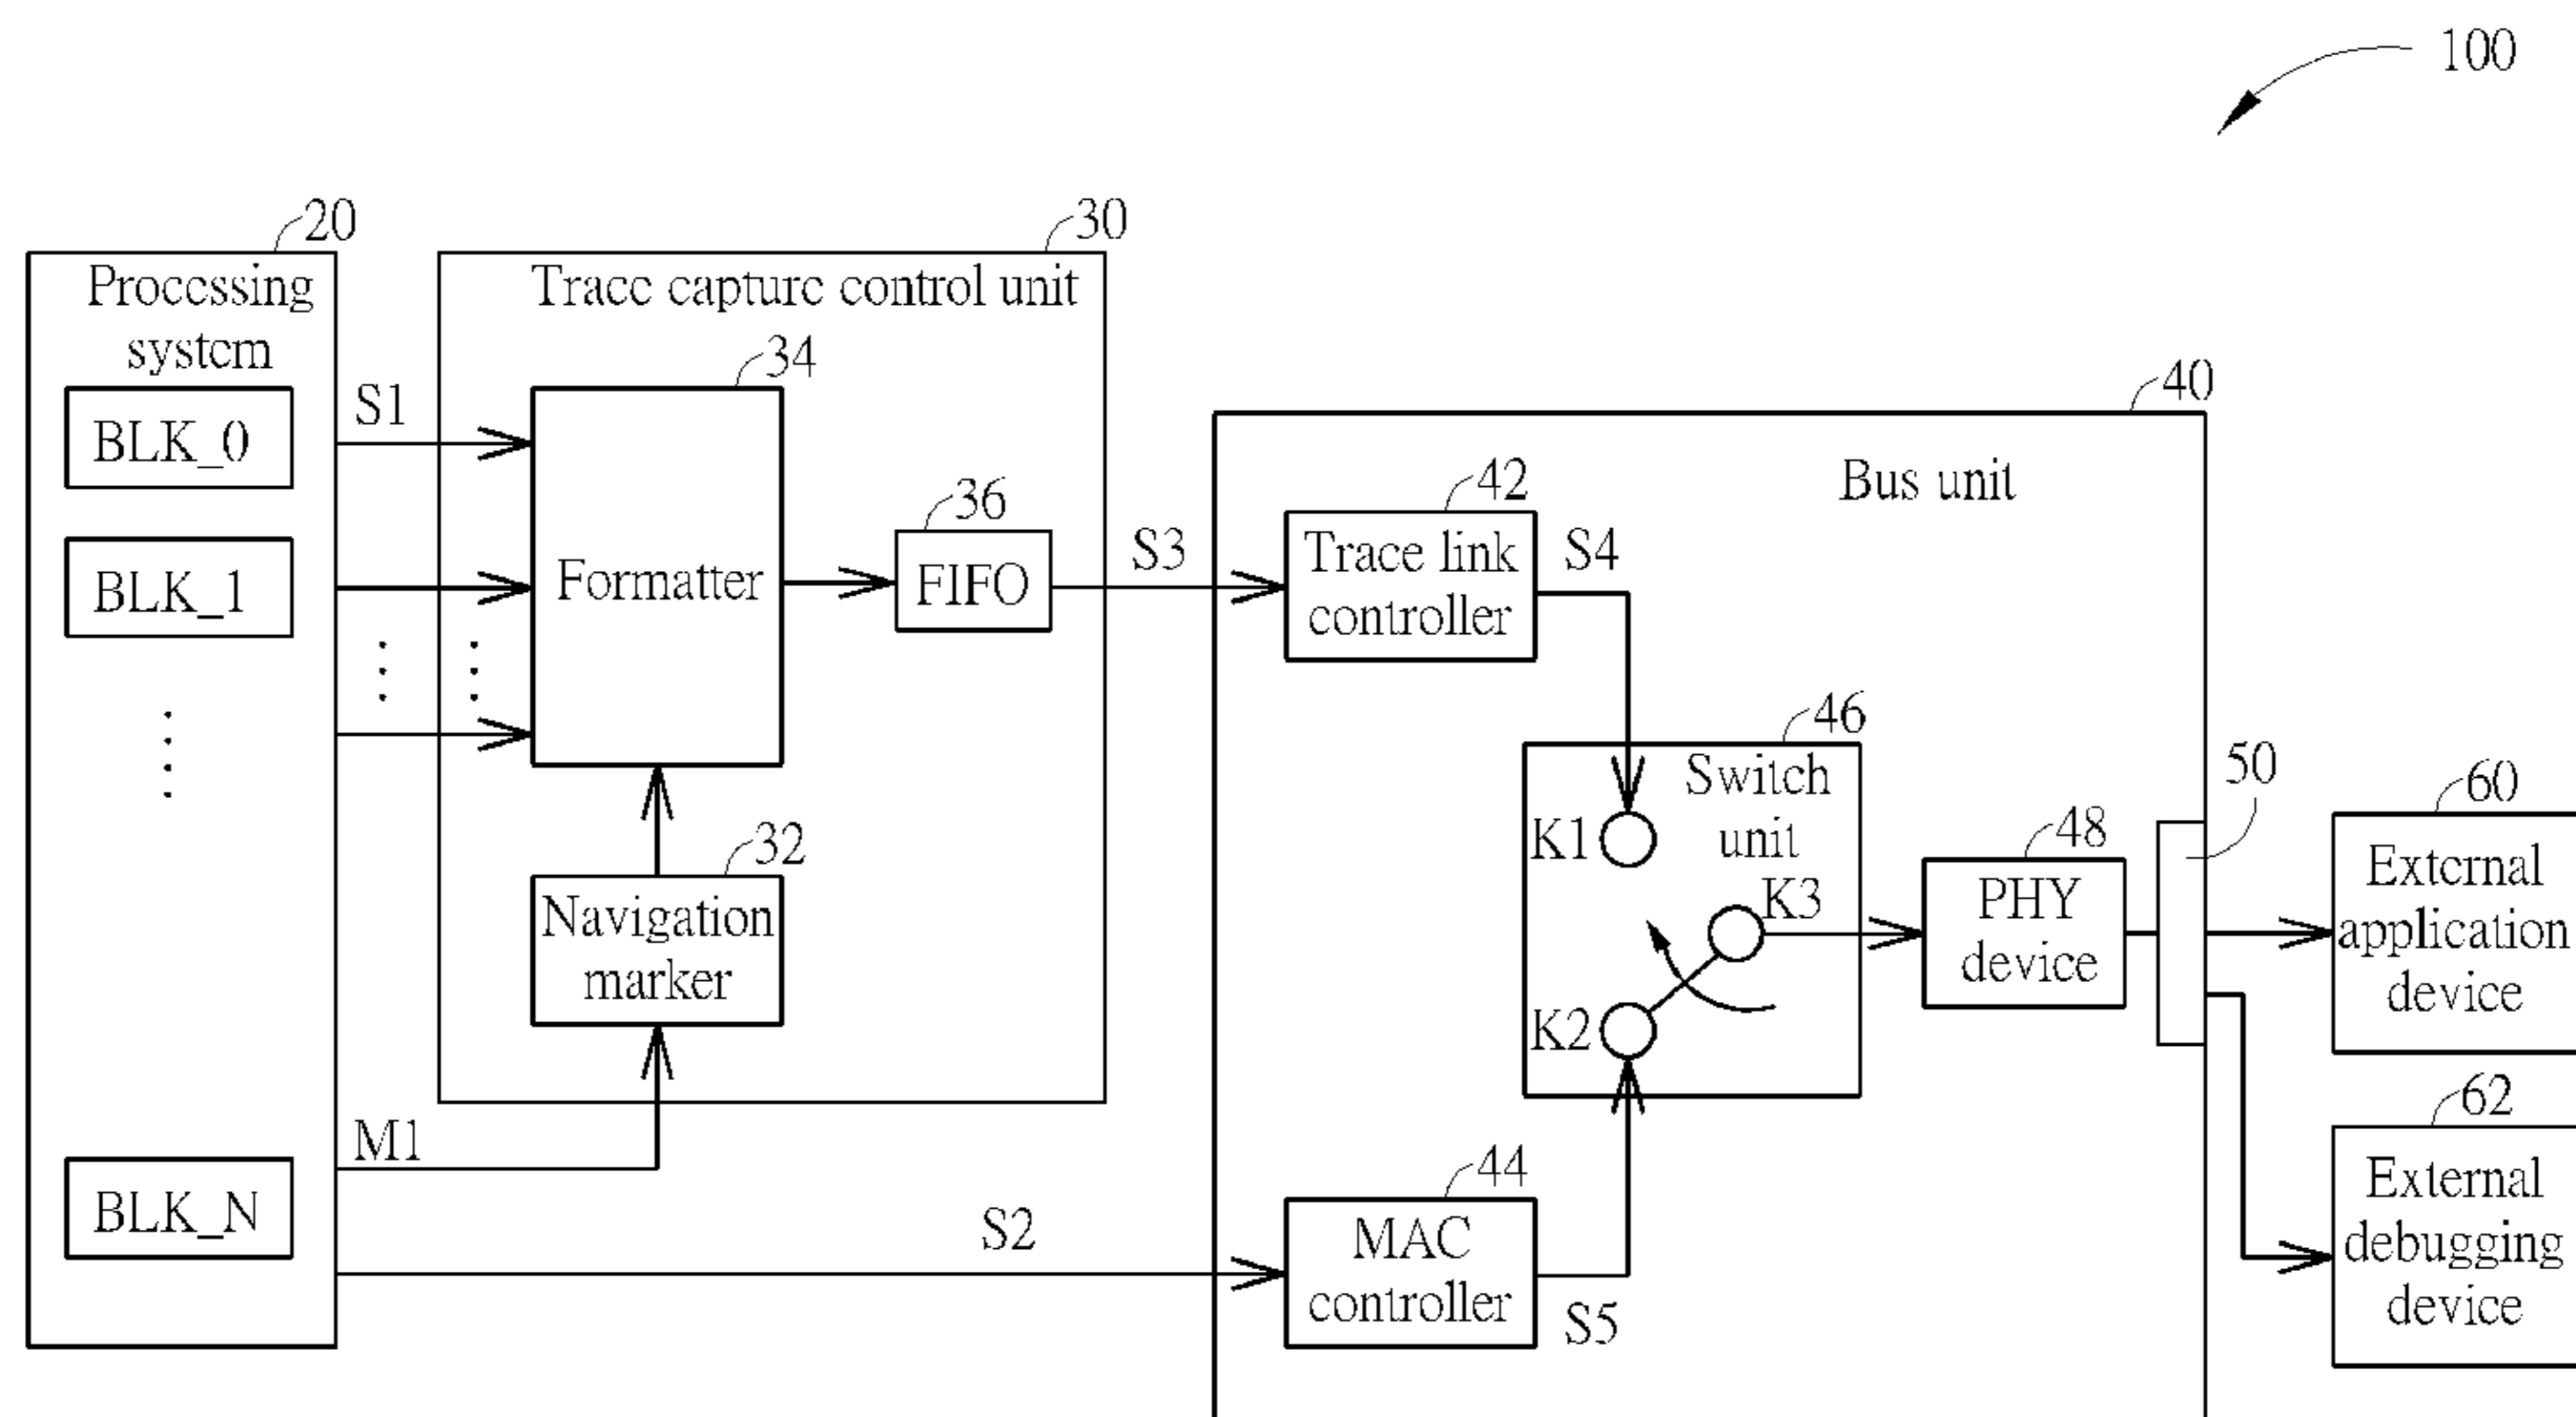 100
20
Processing
system
BLK_0
BLK_1
BLK_N
S1
M1
S2
30
Trace capture control unit
34
Formatter
36
FIFO
32
Navigation
marker
S3
40
Bus unit
42
Trace link
controller
S4
46
Switch
unit
K1
K3
K2
44
MAC
controller
S5
48
PHY
device
50
60
External
application
device
62
External
debugging
device